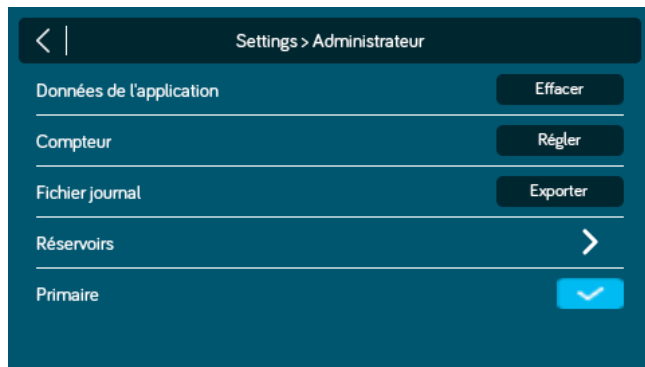 Settings > Administrateur
Données de l'application Effacer
Compteur Régler
Fichier journal Exporter
Réservoirs
Primaire